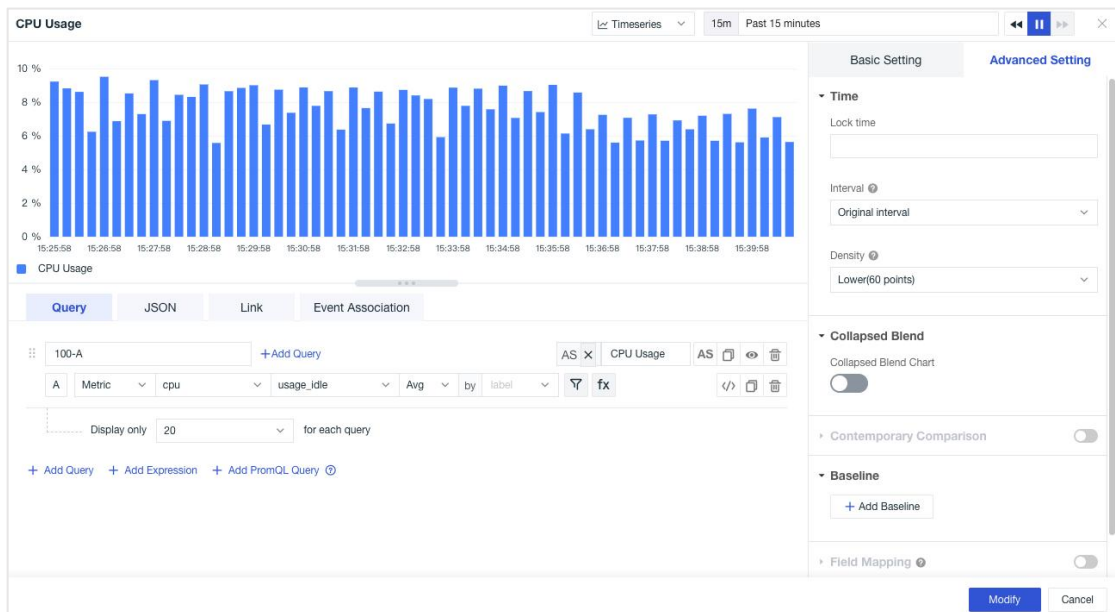 CPU Usage
Timeseries
15m Past 15 minutes
10 %
8 %
6 %
4 %
2 %
0 %
15:25:58 15:26:58 15:27:58 15:28:58 15:29:58 15:30:58 15:31:58 15:32:58 15:33:58 15:34:58 15:35:58 15:36:58 15:37:58 15:38:58 15:39:58
CPU Usage
Query JSON Link Event Association
100-A +Add Query AS CPU Usage AS
A Metric cpu usage_idle Avg by label fx </>
Display only 20 for each query
+ Add Query + Add Expression + Add PromQL Query
Basic Setting Advanced Setting
Time
Lock time
Interval
Original interval
Density
Lower(60 points)
Collapsed Blend
Collapsed Blend Chart
Contemporary Comparison
Baseline
+ Add Baseline
Field Mapping
Modify Cancel